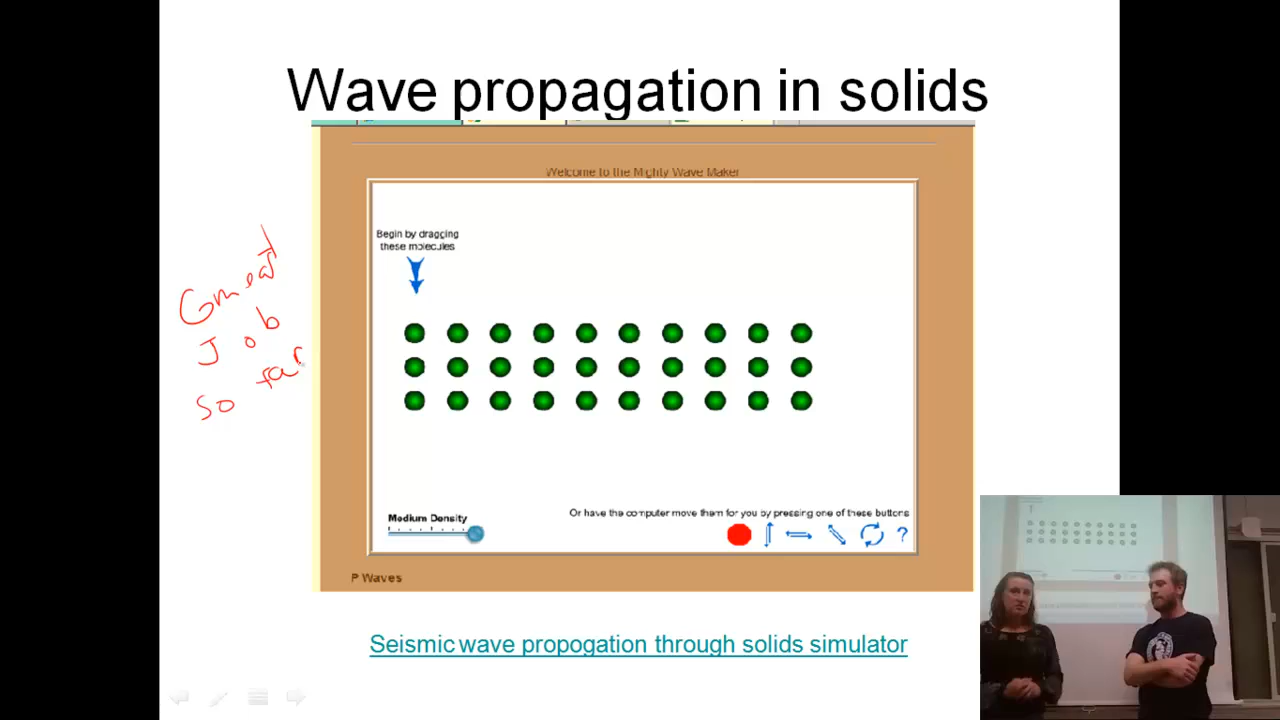 Wave propagation in solids
Welcome to the Mighty Wave Maker
Begin by dragging
these molecules
Great
Job
So far
Medium Density
Or have the computer move them for you by pressing one of these buttons
?
P Waves
Seismic wave propogation through solids simulator